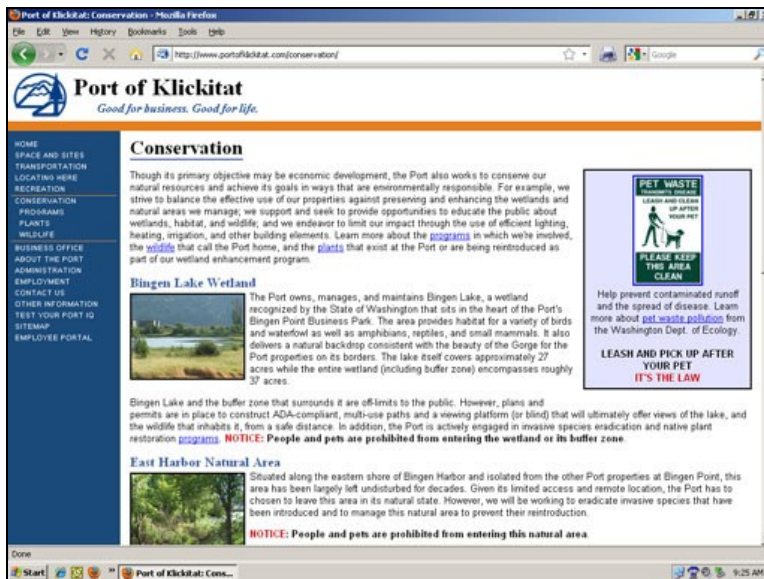 Port of Klickitat: Conservation - Mozilla Firefox
File Edit View History Bookmarks Tools Help
http://www.portofklickitat.com/conservation/
Google
Port of Klickitat
Good for business. Good for life.
HOME
SPACE AND SITES
TRANSPORTATION
LOCATING HERE
RECREATION
CONSERVATION
PROGRAMS
PLANTS
WILDLIFE
BUSINESS OFFICE
ABOUT THE PORT
ADMINISTRATION
EMPLOYMENT
CONTACT US
OTHER INFORMATION
TEST YOUR PORT IQ
SITEMAP
EMPLOYEE PORTAL
Conservation
Though its primary objective may be economic development, the Port also works to conserve our
natural resources and achieve its goals in ways that are environmentally responsible. For example, we
strive to balance the effective use of our properties against preserving and enhancing the wetlands and
natural areas we manage; we support and seek to provide opportunities to educate the public about
wetlands, habitat, and wildlife; and we endeavor to limit our impact through the use of efficient lighting,
heating, irrigation, and other building elements. Learn more about the programs in which we're involved,
the wildlife that call the Port home, and the plants that exist at the Port or are being reintroduced as
part of our wetland enhancement program.
PET WASTE
TRANSMITS DISEASE
LEASH AND CLEAN
UP AFTER
YOUR PET
PLEASE KEEP
THIS AREA
CLEAN
Help prevent contaminated runoff
and the spread of disease. Learn
more about pet waste pollution from
the Washington Dept. of Ecology.
LEASH AND PICK UP AFTER
YOUR PET
IT'S THE LAW
Bingen Lake Wetland
The Port owns, manages, and maintains Bingen Lake, a wetland
recognized by the State of Washington that sits in the heart of the Port's
Bingen Point Business Park. The area provides habitat for a variety of birds
and waterfowl as well as amphibians, reptiles, and small mammals. It also
delivers a natural backdrop consistent with the beauty of the Gorge for the
Port properties on its borders. The lake itself covers approximately 27
acres while the entire wetland (including buffer zone) encompasses roughly
37 acres.
Bingen Lake and the buffer zone that surrounds it are off-limits to the public. However, plans and
permits are in place to construct ADA-compliant, multi-use paths and a viewing platform (or blind) that will ultimately offer views of the lake, and
the wildlife that inhabits it, from a safe distance. In addition, the Port is actively engaged in invasive species eradication and native plant
restoration programs. NOTICE: People and pets are prohibited from entering the wetland or its buffer zone.
East Harbor Natural Area
Situated along the eastern shore of Bingen Harbor and isolated from the other Port properties at Bingen Point, this
area has been largely left undisturbed for decades. Given its limited access and remote location, the Port has to
chosen to leave this area in its natural state. However, we will be working to eradicate invasive species that have
been introduced and to manage this natural area to prevent their reintroduction.
NOTICE: People and pets are prohibited from entering this natural area.
Done
Start
Port of Klickitat: Cons...
9:25 AM